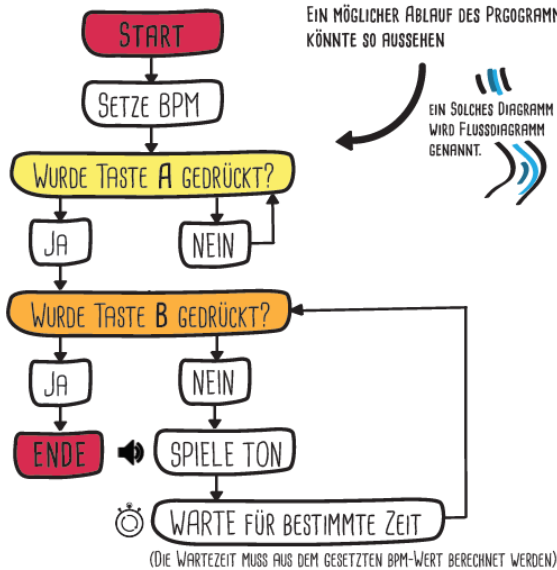 EIN MÖGLICHER ABLAUF DES PRGOGRAMM
KÖNNTE SO AUSSEHEN
START
SETZE BPM
EIN SOLCHES DIAGRAMM
WIRD FLUSSDIAGRAMM
GENANNT.
WURDE TASTE A GEDRÜCKT?
JA
NEIN
WURDE TASTE B GEDRÜCKT?
JA
NEIN
ENDE
SPIELE TON
WARTE FÜR BESTIMMTE ZEIT
(DIE WARTEZEIT MUSS AUS DEM GESETZTEN BPM-WERT BERECHNET WERDEN)